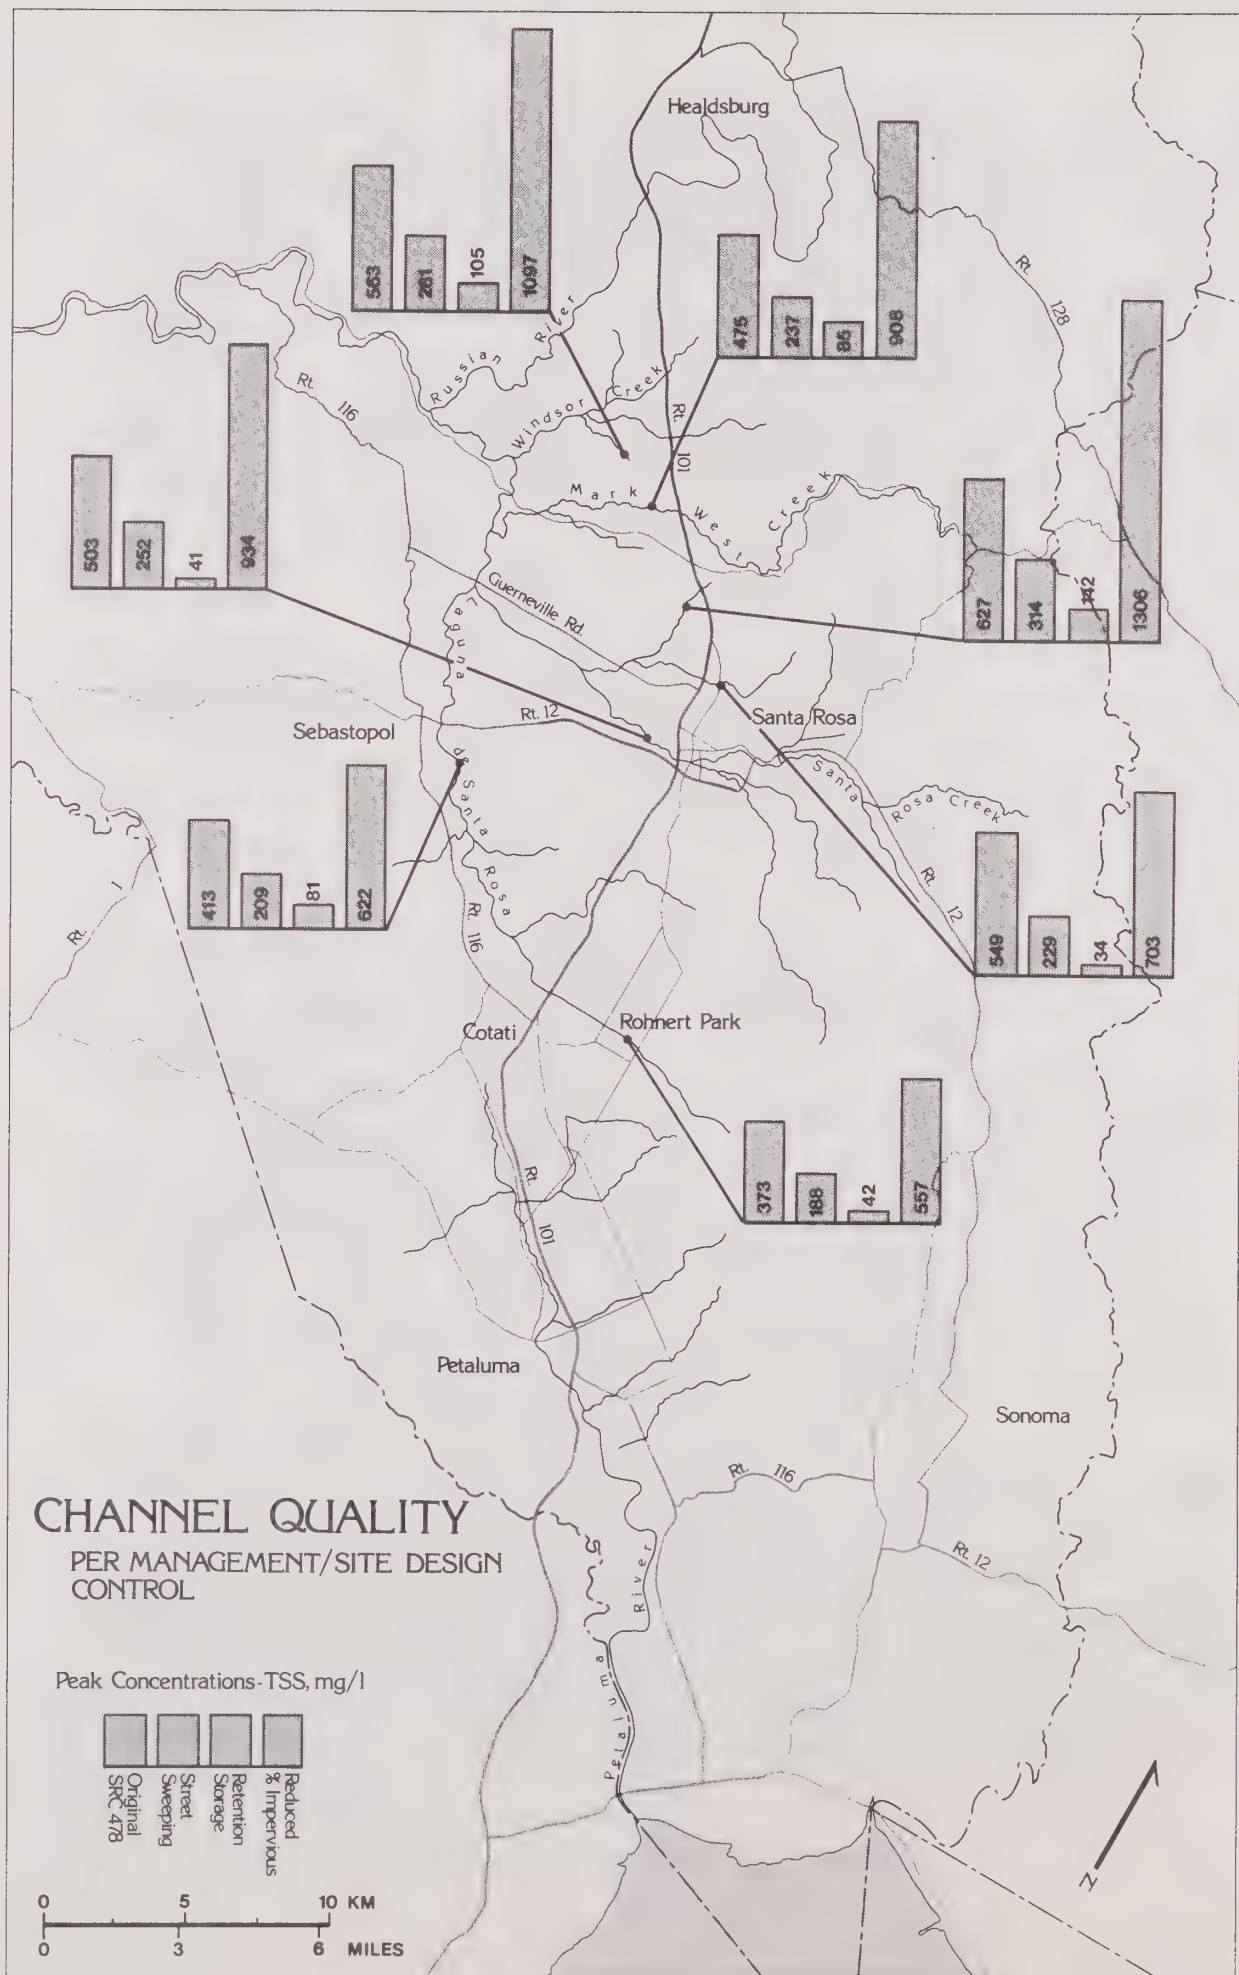 Healdsburg
563
281
105
1097
475
237
85
908
Rt. 128
Russian River
Windsor Creek
Rt. 116
Rt. 101
503
252
41
934
Mark West Creek
627
314
142
1306
Guerneville Rd.
Laguna de Santa Rosa
Rt. 12
Santa Rosa
Sebastopol
Santa Rosa Creek
Rt. 12
413
209
81
622
549
229
34
703
Rt. 1
Rt. 116
Cotati
Rohnert Park
373
188
42
557
Rt. 101
Petaluma
Sonoma
Rt. 116
Rt. 12
Petaluma River
CHANNEL QUALITY
PER MANAGEMENT/SITE DESIGN
CONTROL
Peak Concentrations-TSS, mg/l
Original
SRC 478
Street
Sweeping
Retention
Storage
Reduced
% Impervious
N
0 5 10 KM
0 3 6 MILES